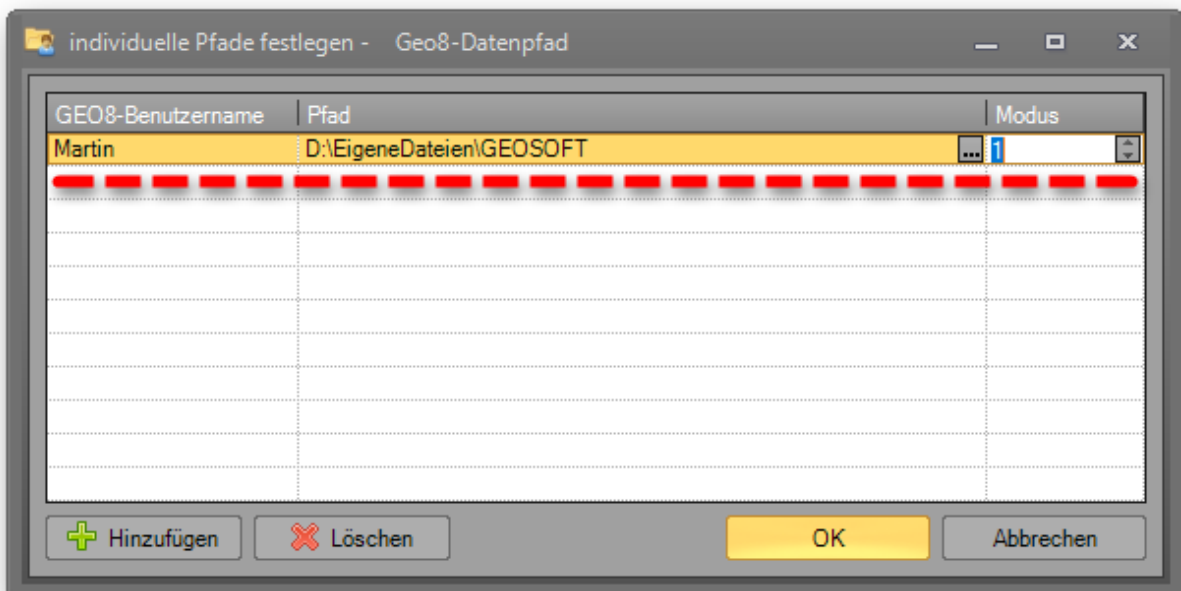 individuelle Pfade festlegen - Geo8-Datenpfad
GEO8-Benutzername Pfad Modus
Martin D:\EigeneDateien\GEOSOFT ... 1
Hinzufügen Löschen OK Abbrechen